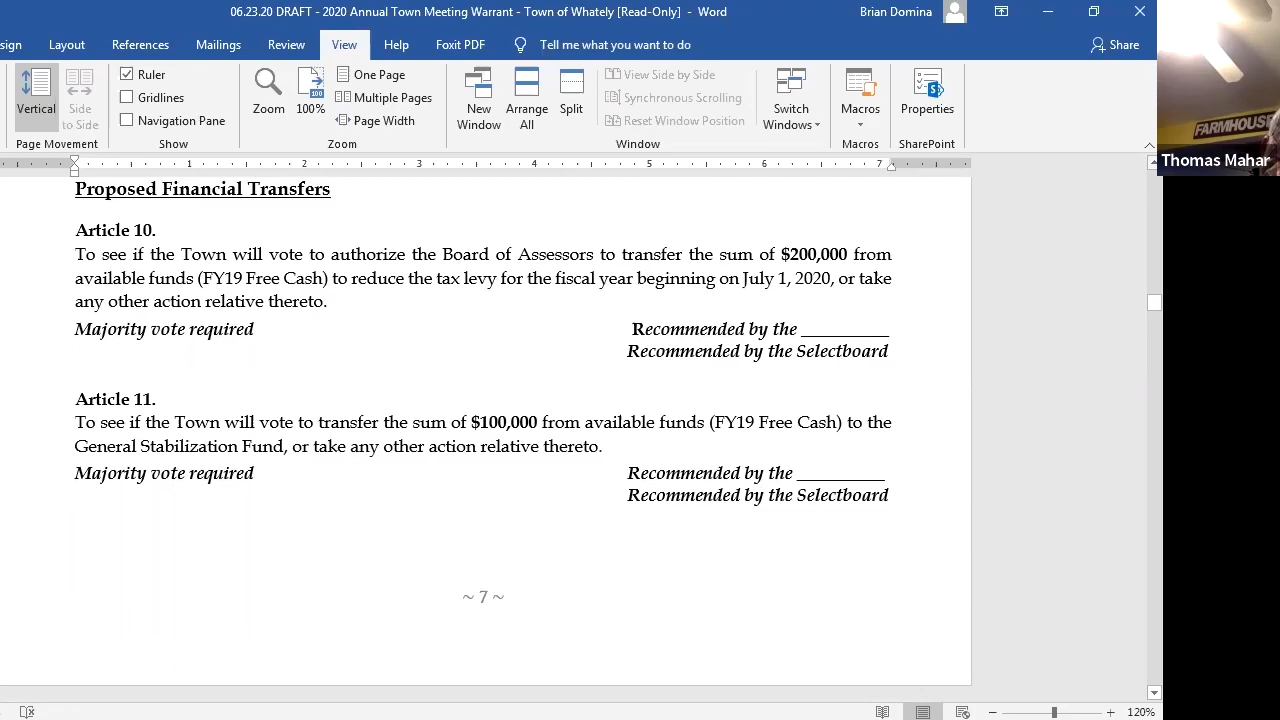 06.23.20 DRAFT - 2020 Annual Town Meeting Warrant - Town of Whately [Read-Only] - Word
Brian Domina
sign Layout References Mailings Review View Help Foxit PDF Tell me what you want to do Share
Vertical
Side to Side
Page Movement
Ruler
Gridlines
Navigation Pane
Show
Zoom
100
100%
One Page
Multiple Pages
Page Width
Zoom
New Window
Arrange All
Split
View Side by Side
Synchronous Scrolling
Reset Window Position
Window
Switch Windows
Macros
Macros
Properties
SharePoint
FARMHOUSE
Thomas Mahar
1 2 3 4 5 6 7
Proposed Financial Transfers
Article 10.
To see if the Town will vote to authorize the Board of Assessors to transfer the sum of $200,000 from
available funds (FY19 Free Cash) to reduce the tax levy for the fiscal year beginning on July 1, 2020, or take
any other action relative thereto.
Majority vote required Recommended by the __________
Recommended by the Selectboard
Article 11.
To see if the Town will vote to transfer the sum of $100,000 from available funds (FY19 Free Cash) to the
General Stabilization Fund, or take any other action relative thereto.
Majority vote required Recommended by the __________
Recommended by the Selectboard
~ 7 ~
120%